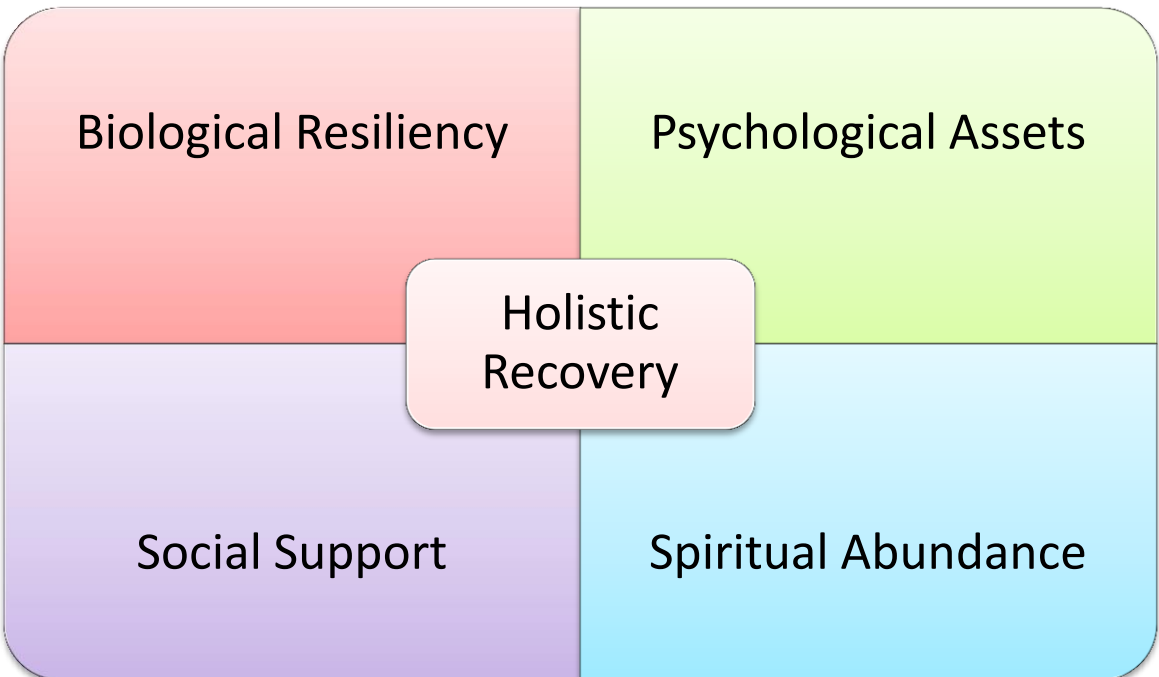 Biological Resiliency
Psychological Assets
Holistic
Recovery
Social Support
Spiritual Abundance